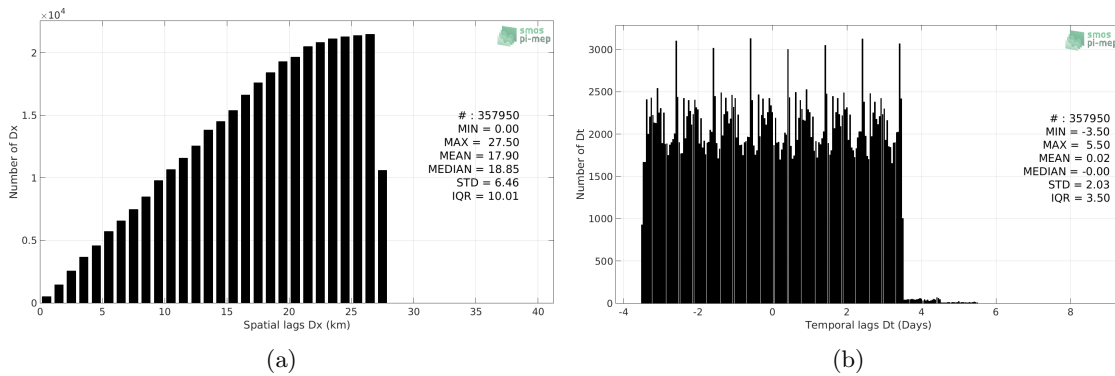 ×10⁴
smos
pi-mep
2
1.5
1
0.5
0
Number of Dx
# : 357950
MIN = 0.00
MAX = 27.50
MEAN = 17.90
MEDIAN = 18.85
STD = 6.46
IQR = 10.01
0 5 10 15 20 25 30 35 40
Spatial lags Dx (km)
(a)
smos
pi-mep
3000
2500
2000
1500
1000
500
0
Number of Dt
# : 357950
MIN = -3.50
MAX = 5.50
MEAN = 0.02
MEDIAN = -0.00
STD = 2.03
IQR = 3.50
-4 -2 0 2 4 6 8
Temporal lags Dt (Days)
(b)